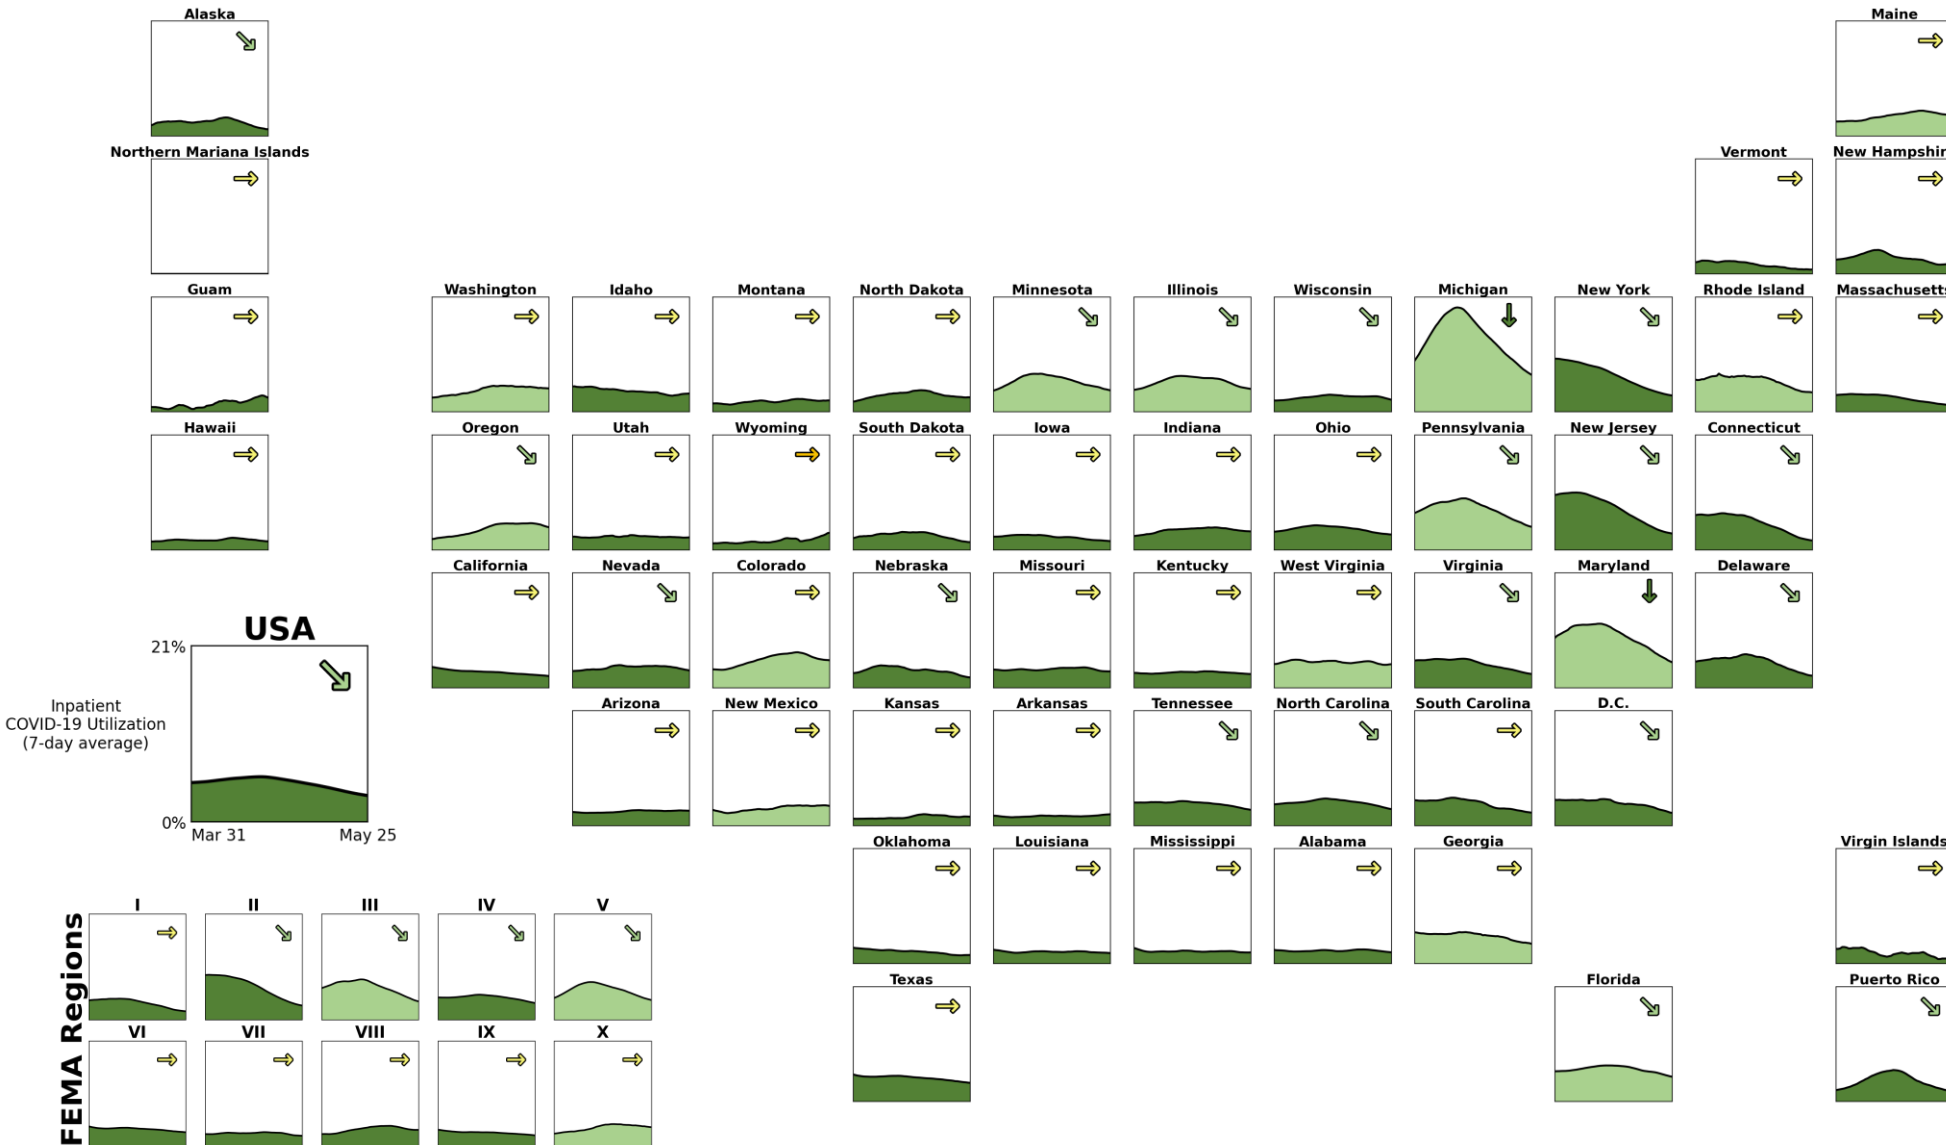 Alaska
Maine
Northern Mariana Islands
Vermont
New Hampshir
Guam
Washington
Idaho
Montana
North Dakota
Minnesota
Illinois
Wisconsin
Michigan
New York
Rhode Island
Massachusetts
Hawaii
Oregon
Utah
Wyoming
South Dakota
Iowa
Indiana
Ohio
Pennsylvania
New Jersey
Connecticut
California
Nevada
Colorado
Nebraska
Missouri
Kentucky
West Virginia
Virginia
Maryland
Delaware
USA
21%
Inpatient
COVID-19 Utilization
(7-day average)
0%
Mar 31
May 25
Arizona
New Mexico
Kansas
Arkansas
Tennessee
North Carolina
South Carolina
D.C.
Oklahoma
Louisiana
Mississippi
Alabama
Georgia
Virgin Islands
Texas
Florida
Puerto Rico
FEMA Regions
I
II
III
IV
V
VI
VII
VIII
IX
X